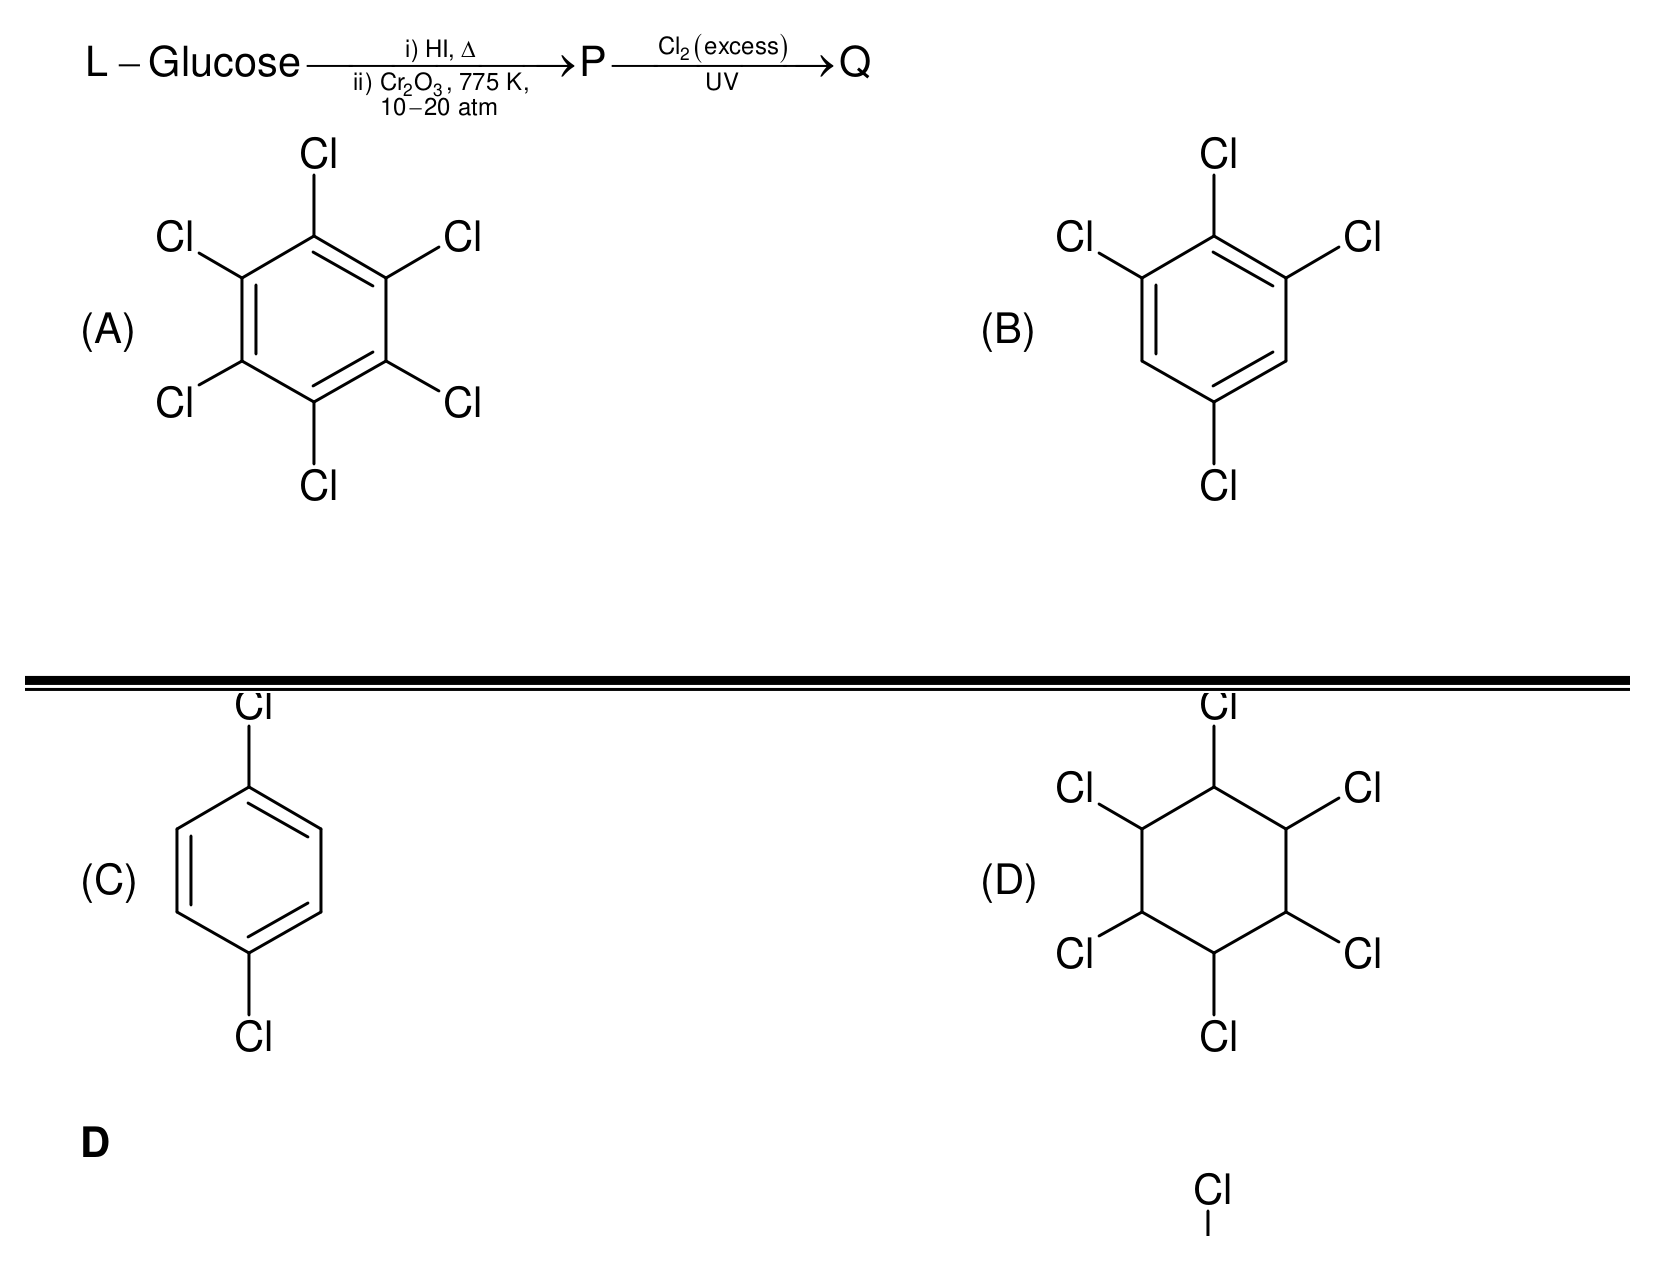 L – Glucose i) HI, Δ ii) Cr₂O₃, 775 K, 10–20 atm → P Cl₂(excess) UV → Q
Cl Cl
Cl Cl Cl Cl
(A) (B)
Cl Cl
Cl Cl
Cl Cl
Cl Cl Cl
(C) (D)
Cl Cl
Cl Cl
D
Cl